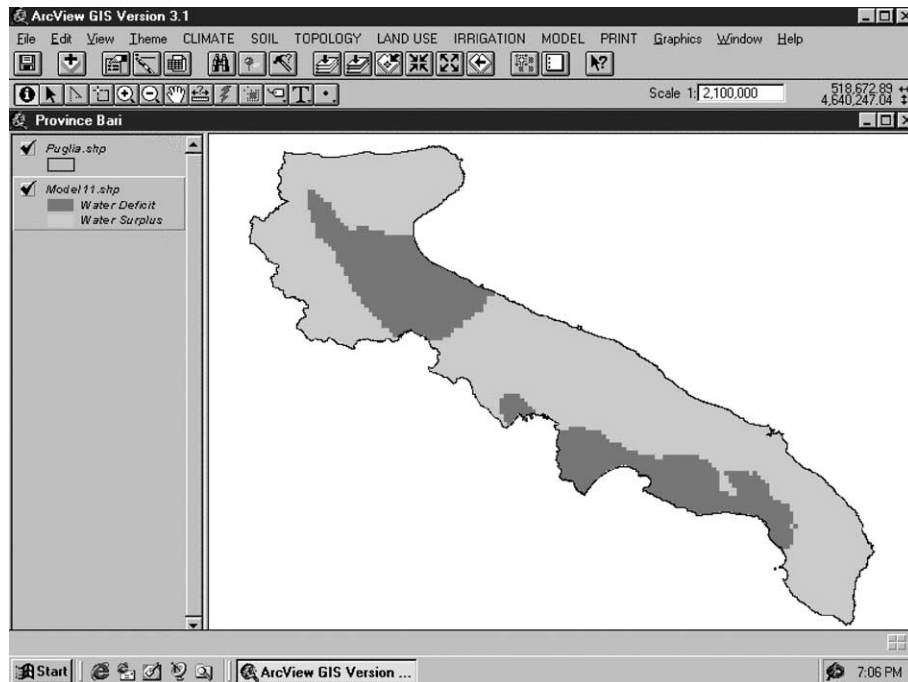 ArcView GIS Version 3.1
File Edit View Theme CLIMATE SOIL TOPOLOGY LAND USE IRRIGATION MODEL PRINT Graphics Window Help
Scale 1: 2,100,000
518,672.89
4,640,247.04
Province Bari
Puglia.shp
Model11.shp
Water Deficit
Water Surplus
Start
ArcView GIS Version ...
7:06 PM